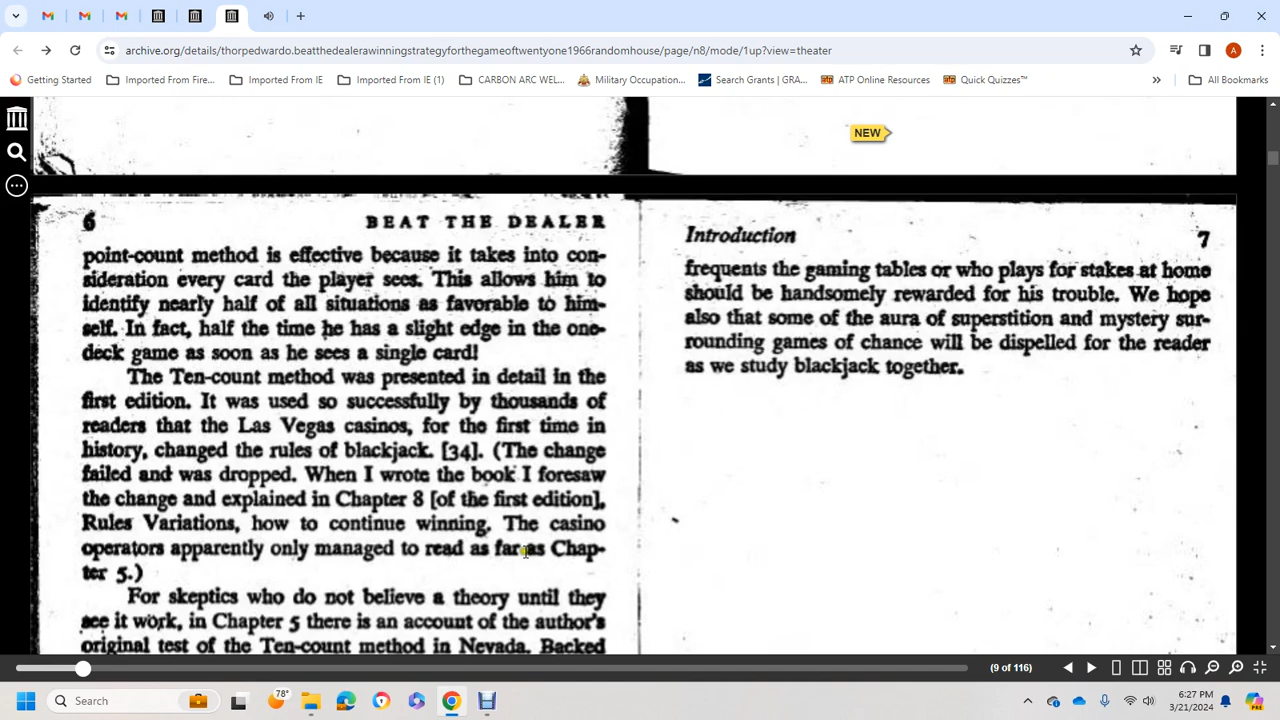 archive.org/details/thorpedwardo.beatthedealerawinningstrategyforthegameoftwentyone1966randomhouse/page/n8/mode/1up?view=theater
A
Getting Started
Imported From Fire...
Imported From IE
Imported From IE (1)
CARBON ARC WEL...
Military Occupation...
Search Grants | GRA...
ATP Online Resources
Quick Quizzes™
»
All Bookmarks
NEW
6 BEAT THE DEALER
point-count method is effective because it takes into con-
sideration every card the player sees. This allows him to
identify nearly half of all situations as favorable to him-
self. In fact, half the time he has a slight edge in the one-
deck game as soon as he sees a single card!
The Ten-count method was presented in detail in the
first edition. It was used so successfully by thousands of
readers that the Las Vegas casinos, for the first time in
history, changed the rules of blackjack. [34]. (The change
failed and was dropped. When I wrote the book I foresaw
the change and explained in Chapter 8 [of the first edition],
Rules Variations, how to continue winning. The casino
operators apparently only managed to read as far as Chap-
ter 5.)
For skeptics who do not believe a theory until they
see it work, in Chapter 5 there is an account of the author's
original test of the Ten-count method in Nevada. Backed
Introduction 7
frequents the gaming tables or who plays for stakes at home
should be handsomely rewarded for his trouble. We hope
also that some of the aura of superstition and mystery sur-
rounding games of chance will be dispelled for the reader
as we study blackjack together.
(9 of 116)
Search
78°
6:27 PM
3/21/2024